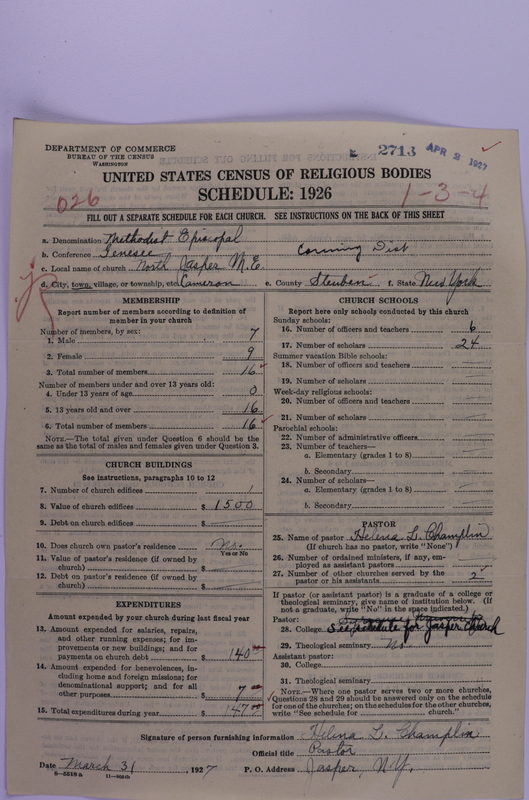 DEPARTMENT OF COMMERCE
BUREAU OF THE CENSUS
WASHINGTON
2713
APR 2 1927
UNITED STATES CENSUS OF RELIGIOUS BODIES
SCHEDULE: 1926
026
1-3-4
FILL OUT A SEPARATE SCHEDULE FOR EACH CHURCH. SEE INSTRUCTIONS ON THE BACK OF THIS SHEET
a. Denomination Methodist Episcopal
b. Conference Genesee Corning Dist
c. Local name of church North Jasper M.E.
d. City, town, village, or township, etc. Cameron e. County Steuben f. State New York
MEMBERSHIP
Report number of members according to definition of member in your church
Number of members, by sex:
1. Male 7
2. Female 9
3. Total number of members 16
Number of members under and over 13 years old:
4. Under 13 years of age 0
5. 13 years old and over 16
6. Total number of members 16
NOTE.—The total given under Question 6 should be the same as the total of males and females given under Question 3.
CHURCH BUILDINGS
See instructions, paragraphs 10 to 12
7. Number of church edifices 1
8. Value of church edifices $ 1500
9. Debt on church edifices $
10. Does church own pastor's residence No.
Yes or No
11. Value of pastor's residence (if owned by church) $
12. Debt on pastor's residence (if owned by church) $
EXPENDITURES
Amount expended by your church during last fiscal year
13. Amount expended for salaries, repairs, and other running expenses; for improvements or new buildings; and for payments on church debt $ 140.00
14. Amount expended for benevolences, including home and foreign missions; for denominational support; and for all other purposes $ 7.00
15. Total expenditures during year $ 147.00
CHURCH SCHOOLS
Report here only schools conducted by this church
Sunday schools:
16. Number of officers and teachers 6
17. Number of scholars 24
Summer vacation Bible schools:
18. Number of officers and teachers
19. Number of scholars
Week-day religious schools:
20. Number of officers and teachers
21. Number of scholars
Parochial schools:
22. Number of administrative officers
23. Number of teachers—
a. Elementary (grades 1 to 8)
b. Secondary
24. Number of scholars—
a. Elementary (grades 1 to 8)
b. Secondary
PASTOR
25. Name of pastor Helena L. Champlin
(If church has no pastor, write "None")
26. Number of ordained ministers, if any, employed as assistant pastors
27. Number of other churches served by the pastor or his assistants 2
If pastor (or assistant pastor) is a graduate of a college or theological seminary, give name of institution below. (If not a graduate, write "No" in the space indicated.)
Pastor:
28. College See schedule for Jasper Church
29. Theological seminary No.
Assistant pastor:
30. College
31. Theological seminary
NOTE.—Where one pastor serves two or more churches, Questions 28 and 29 should be answered only on the schedule for one of the churches; on the schedules for the other churches, write "See schedule for ........ church."
Signature of person furnishing information Helena L. Champlin
Official title Pastor
Date March 31, 1927 P. O. Address Jasper, N.Y.